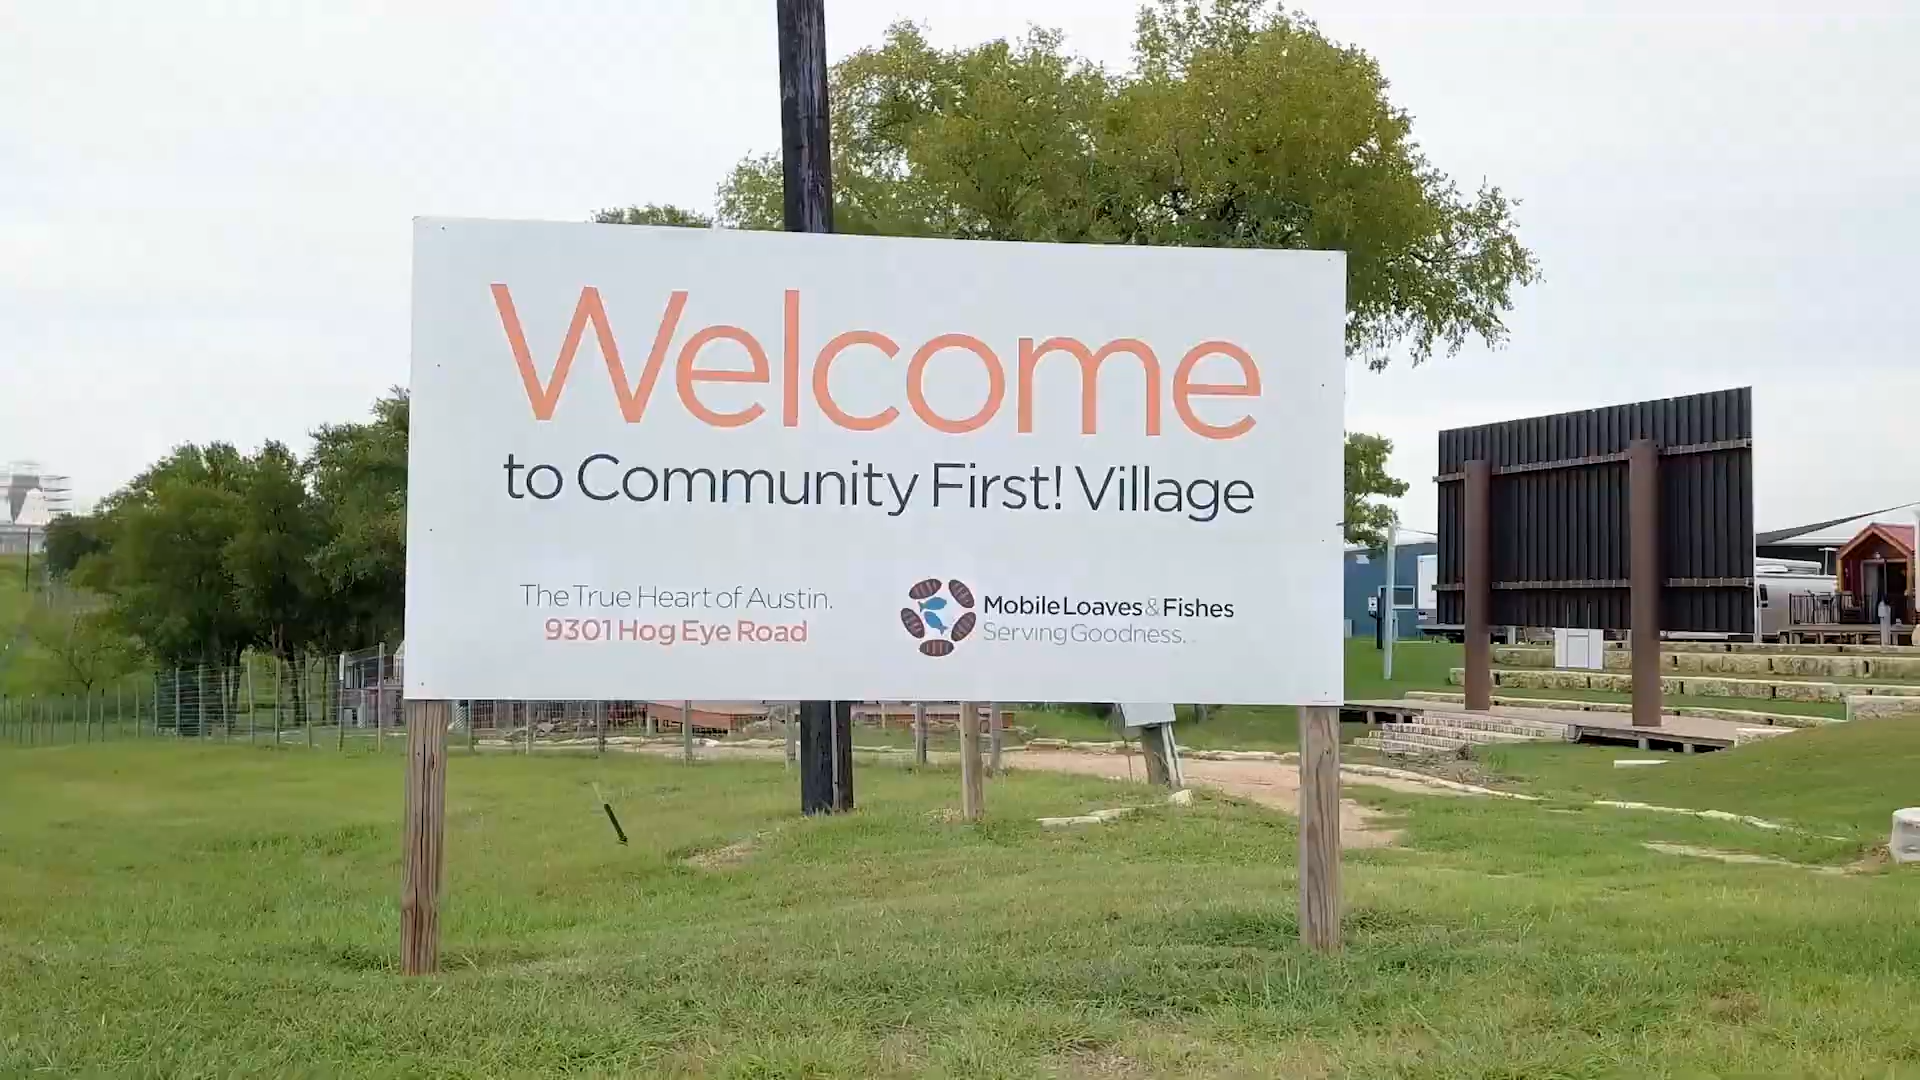 Welcome
to Community First! Village
The True Heart of Austin.
9301 Hog Eye Road
Mobile Loaves & Fishes
Serving Goodness.